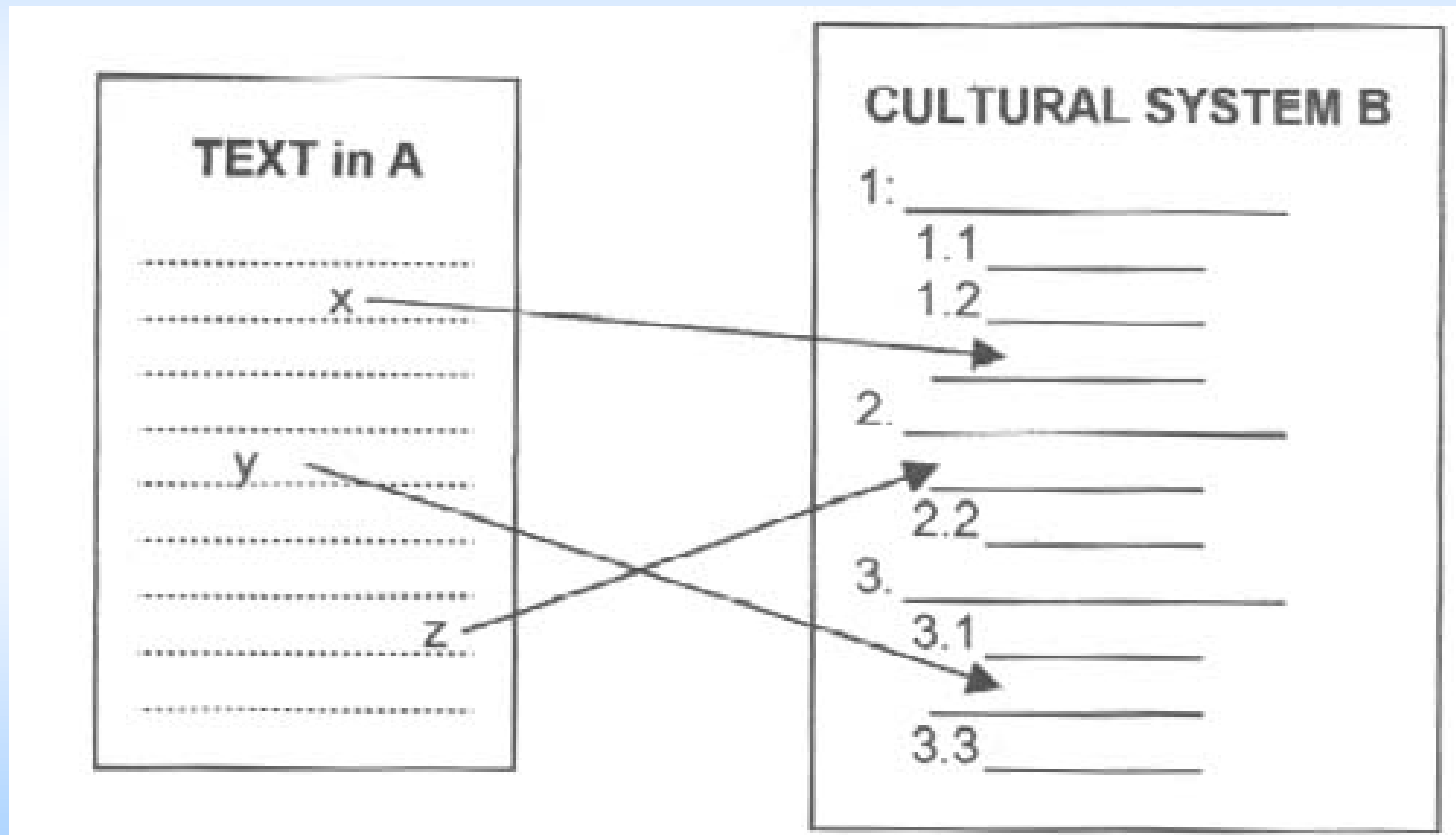 TEXT in A
x
y
z
CULTURAL SYSTEM B
1:
1.1
1.2
2.
2.2
3.
3.1
3.3